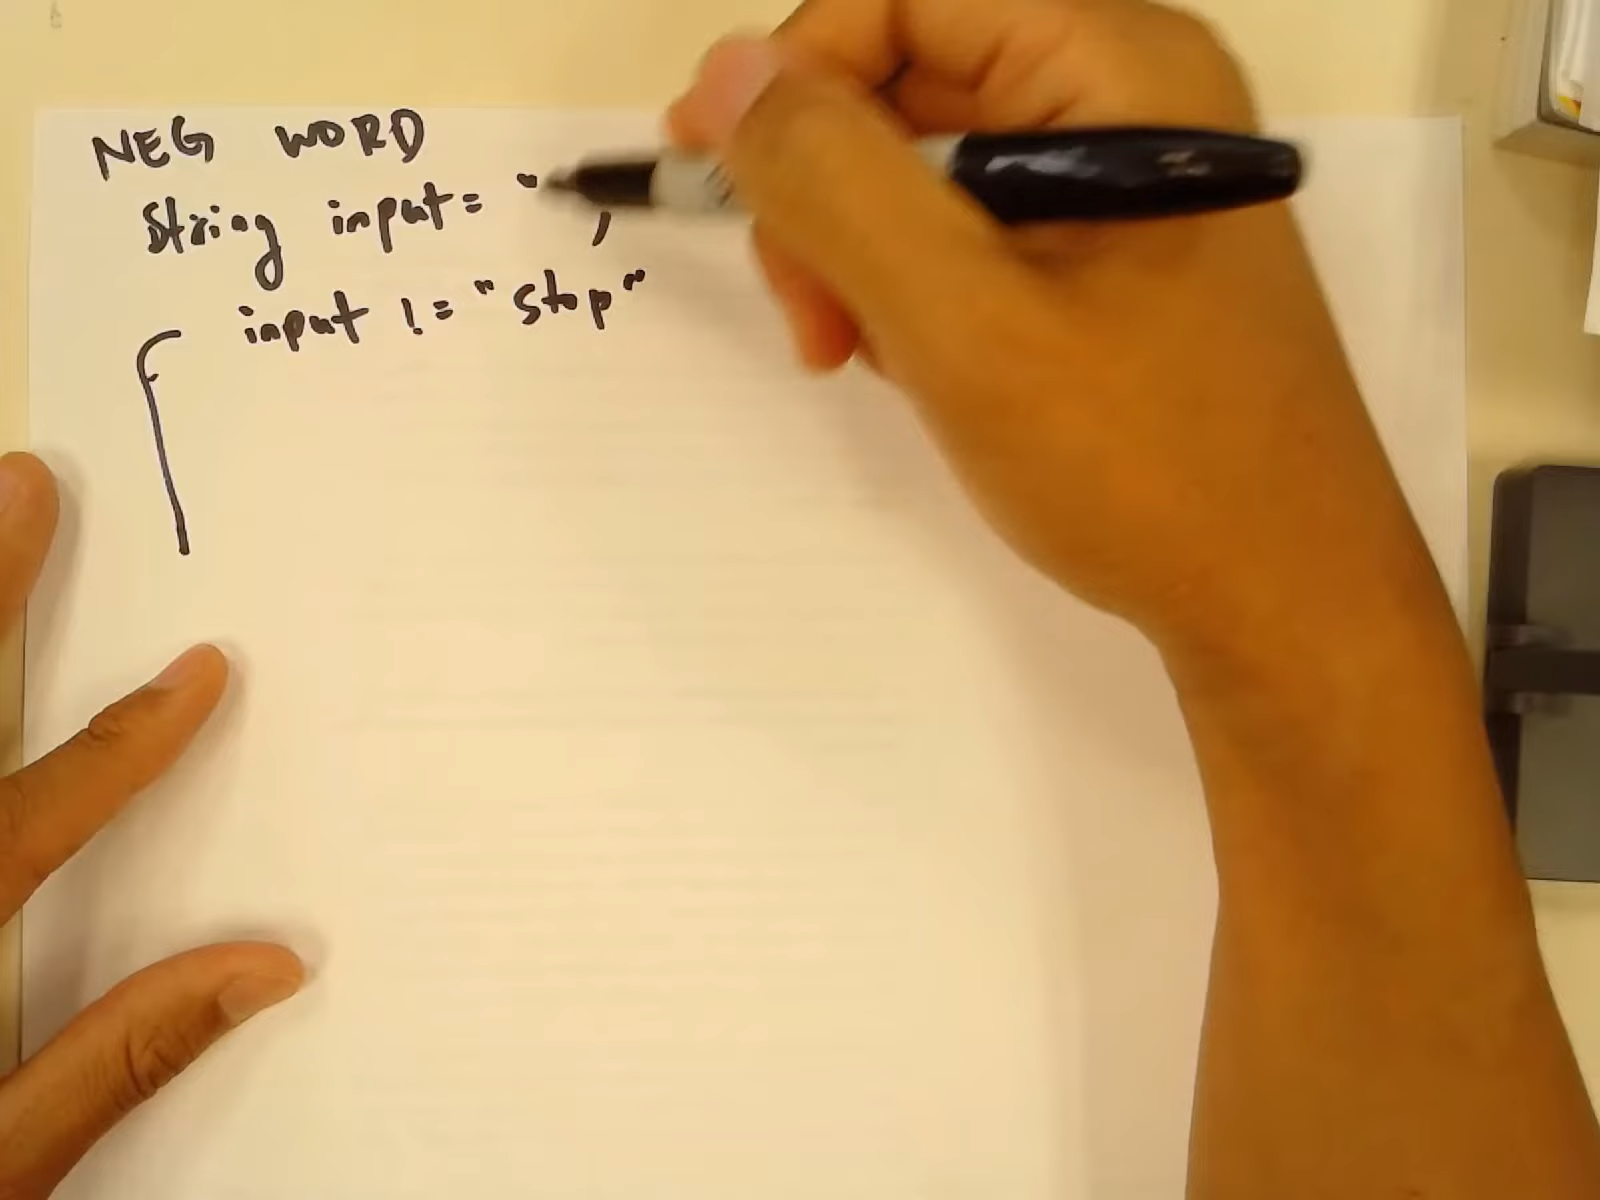 NEG WORD
String input= " ;
input != "stop"